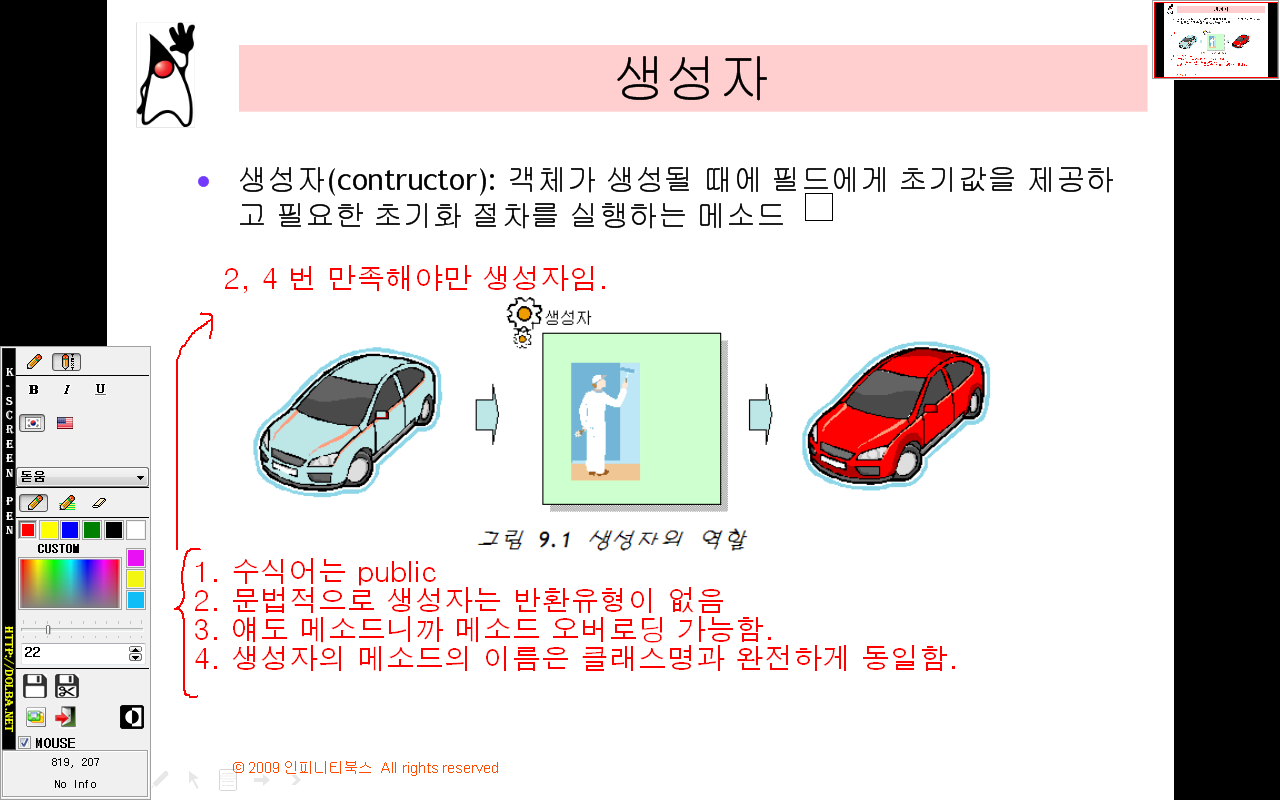 생성자
생성자(contructor): 객체가 생성될 때에 필드에게 초기값을 제공하
고 필요한 초기화 절차를 실행하는 메소드
2, 4 번 만족해야만 생성자임.
생성자
그림 9.1 생성자의 역할
1. 수식어는 public
2. 문법적으로 생성자는 반환유형이 없음
3. 얘도 메소드니까 메소드 오버로딩 가능함.
4. 생성자의 메소드의 이름은 클래스명과 완전하게 동일함.
© 2009 인피니티북스 All rights reserved
K-SCREEN PEN
HTTP://DOLBA.NET
TEXT
B I U
돋움
CUSTOM
22
MOUSE
819, 207
No Info